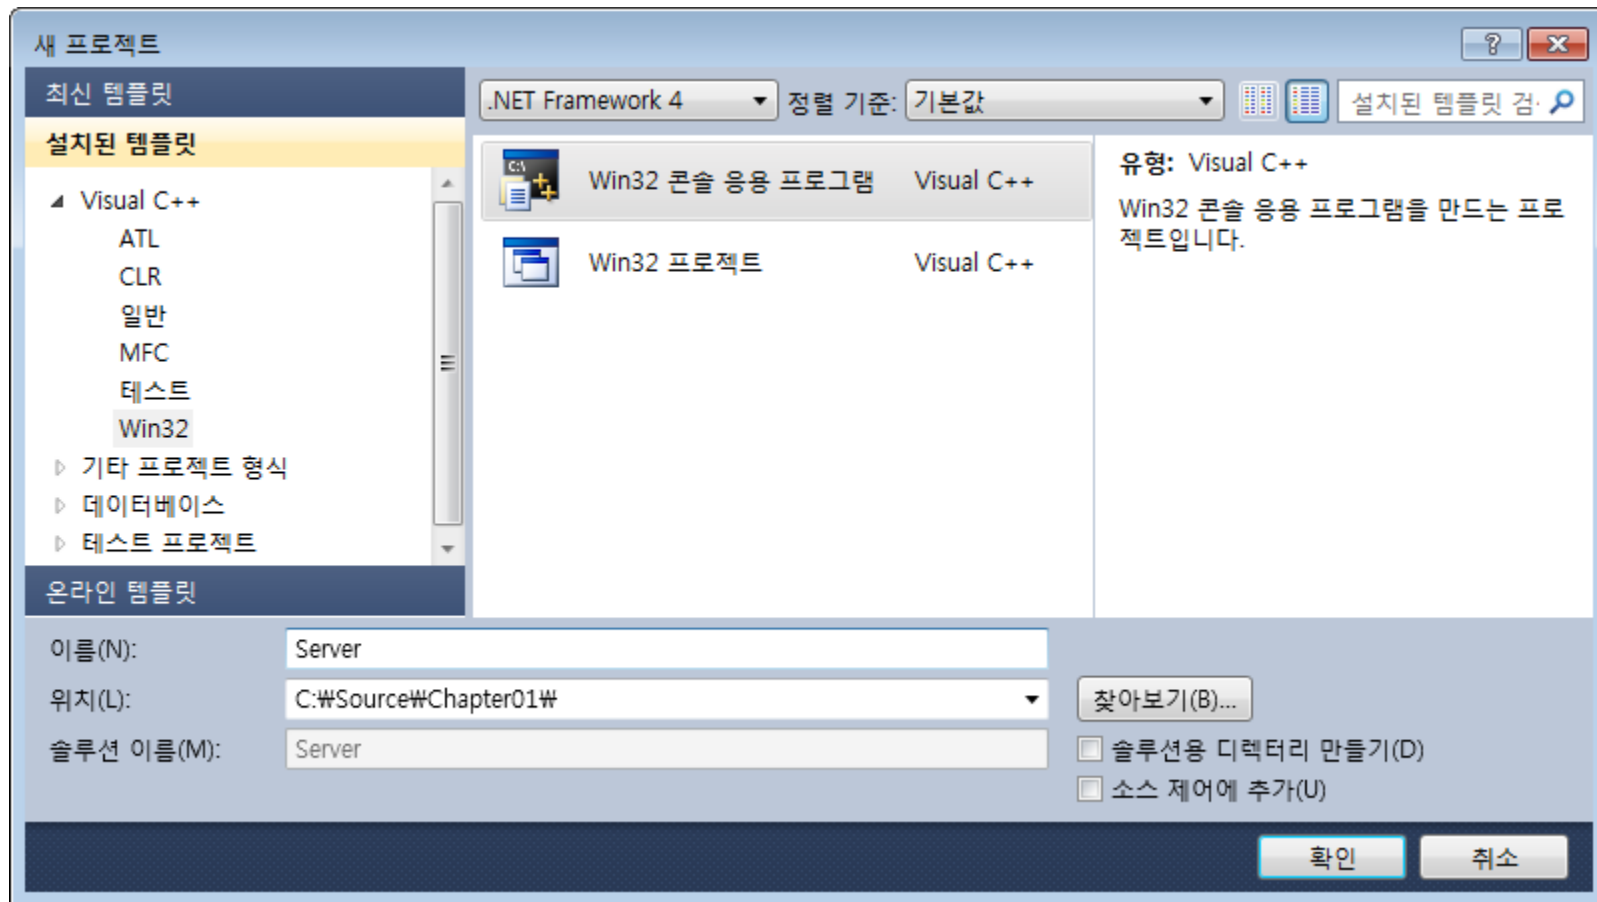 새 프로젝트
최신 템플릿
설치된 템플릿
Visual C++
ATL
CLR
일반
MFC
테스트
Win32
기타 프로젝트 형식
데이터베이스
테스트 프로젝트
온라인 템플릿
.NET Framework 4
정렬 기준:
기본값
설치된 템플릿 검·
Win32 콘솔 응용 프로그램 Visual C++
Win32 프로젝트 Visual C++
유형: Visual C++
Win32 콘솔 응용 프로그램을 만드는 프로
젝트입니다.
이름(N): Server
위치(L): C:₩Source₩Chapter01₩
찾아보기(B)...
솔루션 이름(M): Server
솔루션용 디렉터리 만들기(D)
소스 제어에 추가(U)
확인
취소